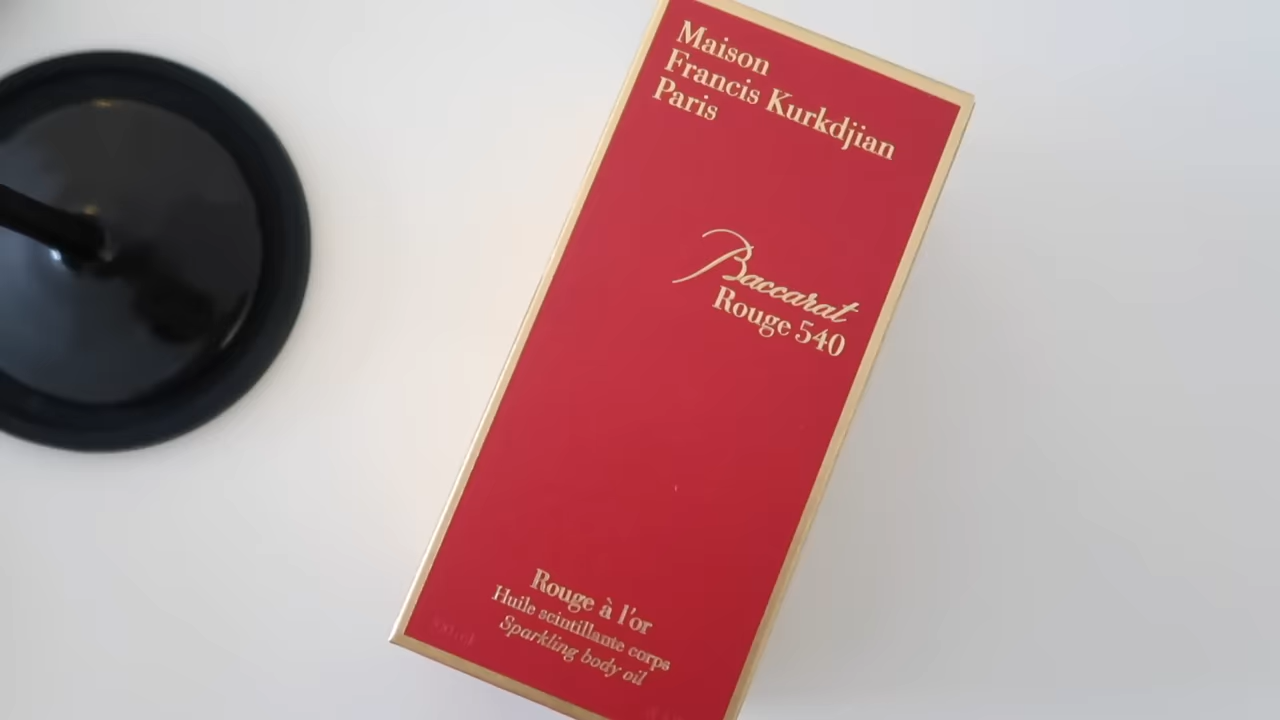 Maison
Francis Kurkdjian
Paris
Baccarat
Rouge 540
Rouge à l'or
Huile scintillante corps
Sparkling body oil